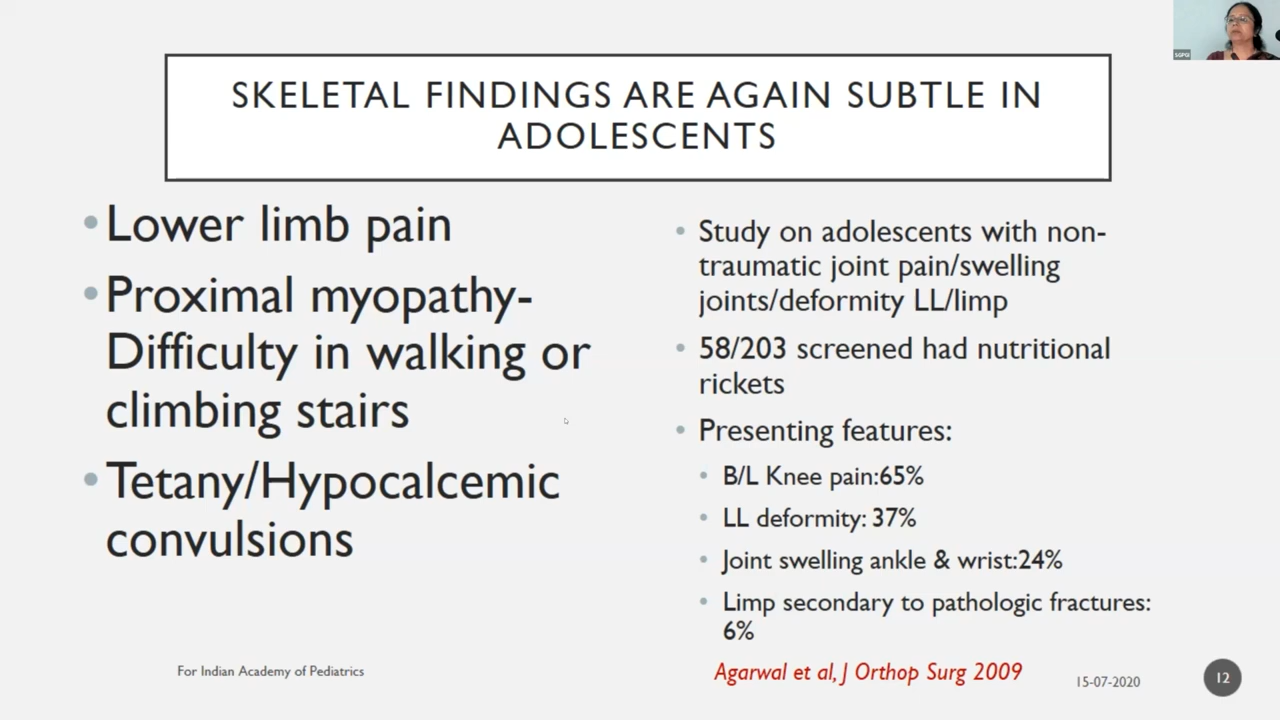 SKELETAL FINDINGS ARE AGAIN SUBTLE IN
ADOLESCENTS
•Lower limb pain
•Proximal myopathy-
Difficulty in walking or
climbing stairs
•Tetany/Hypocalcemic
convulsions
• Study on adolescents with non-
traumatic joint pain/swelling
joints/deformity LL/limp
• 58/203 screened had nutritional
rickets
• Presenting features:
• B/L Knee pain:65%
• LL deformity: 37%
• Joint swelling ankle & wrist:24%
• Limp secondary to pathologic fractures:
6%
Agarwal et al, J Orthop Surg 2009
For Indian Academy of Pediatrics
15-07-2020
12
SGPGI